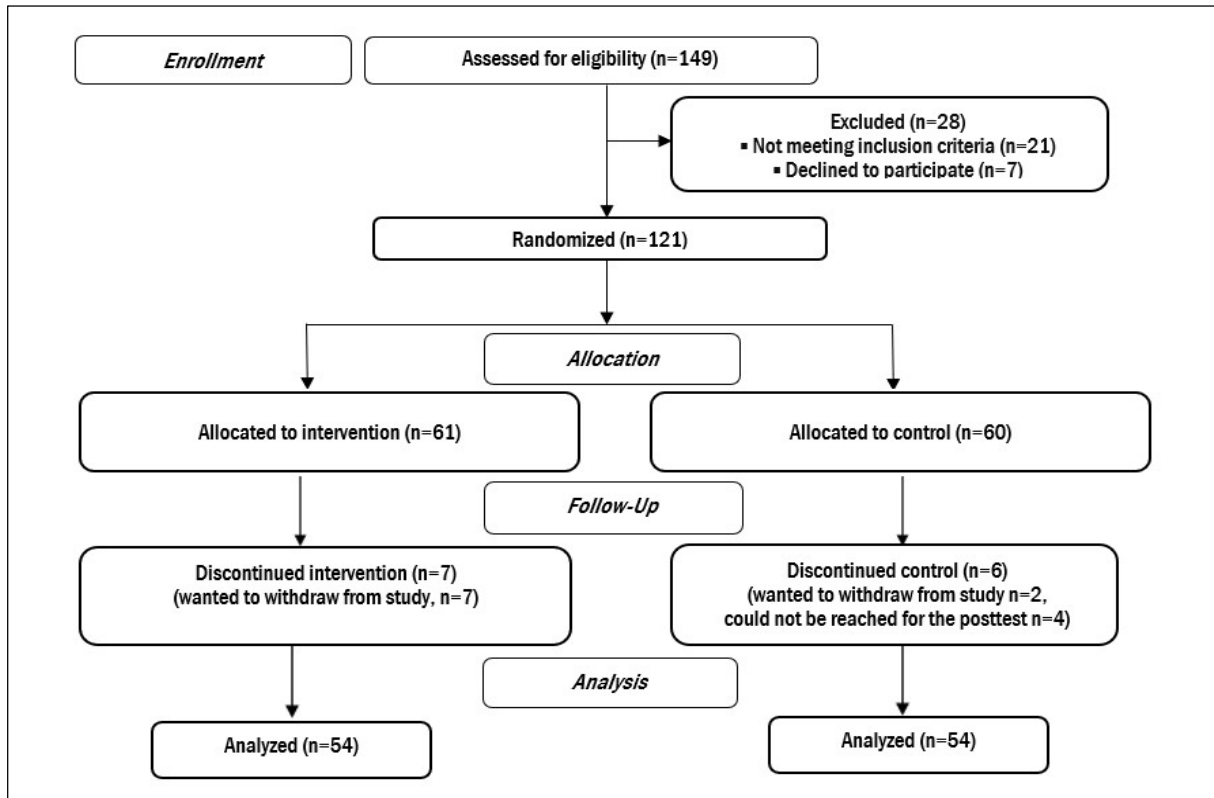 Enrollment
Assessed for eligibility (n=149)
Excluded (n=28)
▪ Not meeting inclusion criteria (n=21)
▪ Declined to participate (n=7)
Randomized (n=121)
Allocation
Allocated to intervention (n=61)
Allocated to control (n=60)
Follow-Up
Discontinued intervention (n=7)
(wanted to withdraw from study, n=7)
Discontinued control (n=6)
(wanted to withdraw from study n=2,
could not be reached for the posttest n=4)
Analysis
Analyzed (n=54)
Analyzed (n=54)